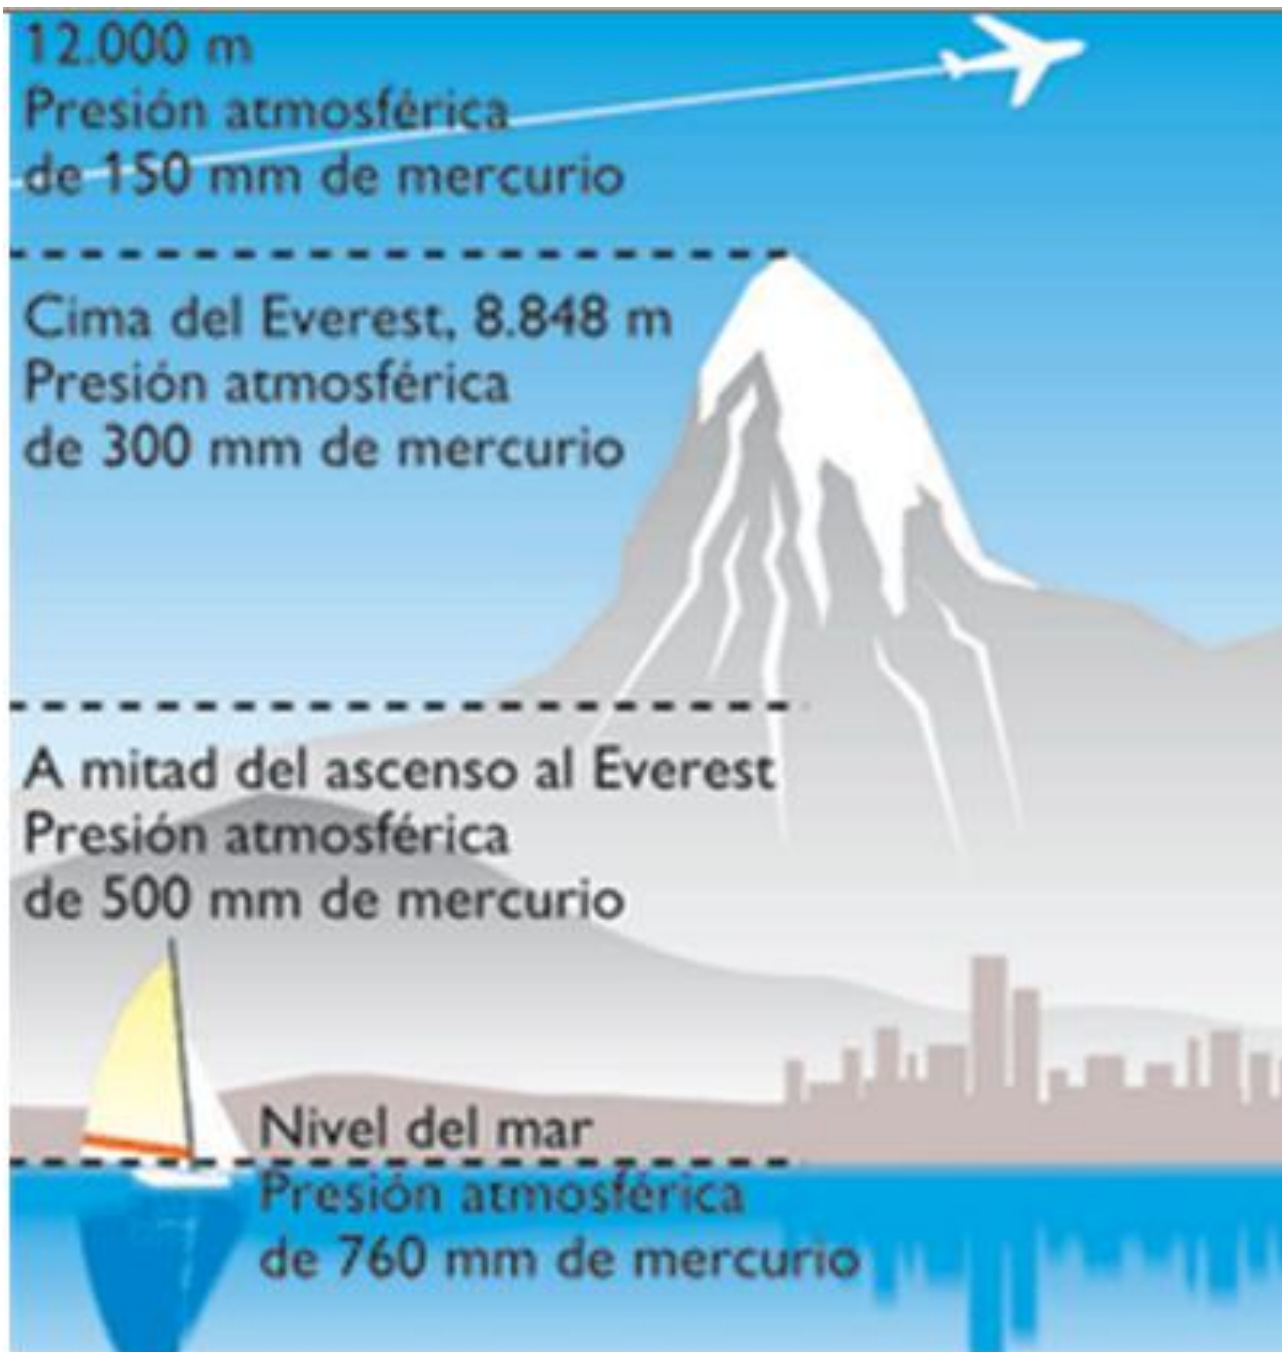 12.000 m
Presión atmosférica
de 150 mm de mercurio
Cima del Everest, 8.848 m
Presión atmosférica
de 300 mm de mercurio
A mitad del ascenso al Everest
Presión atmosférica
de 500 mm de mercurio
Nivel del mar
Presión atmosférica
de 760 mm de mercurio